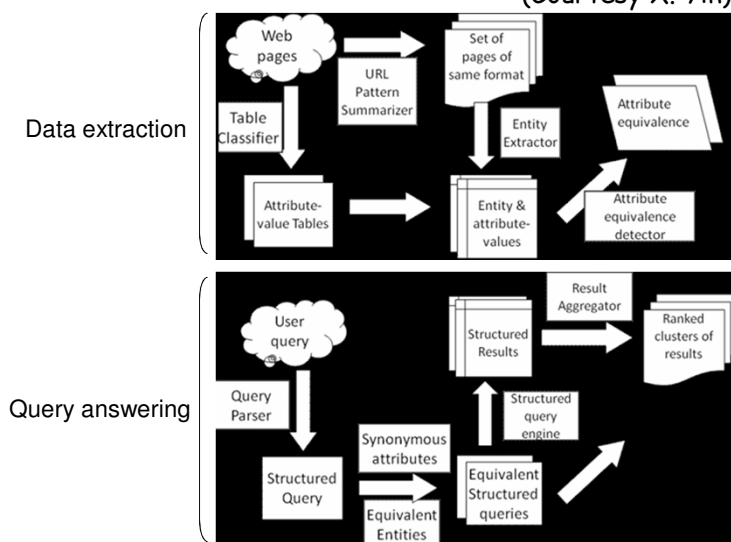 Web
pages
Set of
pages of
same format
URL
Pattern
Summarizer
Attribute
equivalence
Data extraction
Table
Classifier
Entity
Extractor
Attribute-
value Tables
Entity &
attribute-
values
Attribute
equivalence
detector
User
query
Result
Aggregator
Structured
Results
Ranked
clusters of
results
Query answering
Query
Parser
Structured
query
engine
Synonymous
attributes
Structured
Query
Equivalent
Structured
queries
Equivalent
Entities